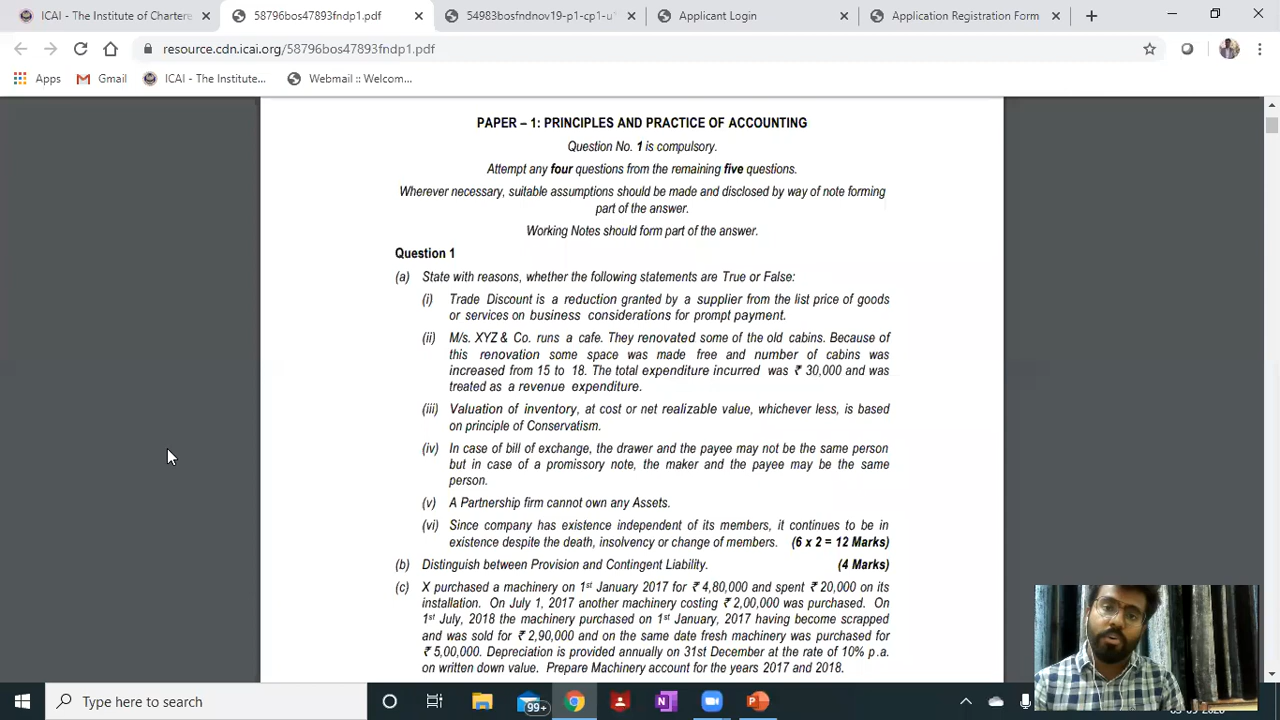 ICAI - The Institute of Chartere
58796bos47893fndp1.pdf
54983bosfndnov19-p1-cp1-u
Applicant Login
Application Registration Form
resource.cdn.icai.org/58796bos47893fndp1.pdf
Apps
Gmail
ICAI - The Institute...
Webmail :: Welcom...
PAPER – 1: PRINCIPLES AND PRACTICE OF ACCOUNTING
Question No. 1 is compulsory.
Attempt any four questions from the remaining five questions.
Wherever necessary, suitable assumptions should be made and disclosed by way of note forming
part of the answer.
Working Notes should form part of the answer.
Question 1
(a) State with reasons, whether the following statements are True or False:
(i) Trade Discount is a reduction granted by a supplier from the list price of goods
or services on business considerations for prompt payment.
(ii) M/s. XYZ & Co. runs a cafe. They renovated some of the old cabins. Because of
this renovation some space was made free and number of cabins was
increased from 15 to 18. The total expenditure incurred was ₹ 30,000 and was
treated as a revenue expenditure.
(iii) Valuation of inventory, at cost or net realizable value, whichever less, is based
on principle of Conservatism.
(iv) In case of bill of exchange, the drawer and the payee may not be the same person
but in case of a promissory note, the maker and the payee may be the same
person.
(v) A Partnership firm cannot own any Assets.
(vi) Since company has existence independent of its members, it continues to be in
existence despite the death, insolvency or change of members. (6 x 2 = 12 Marks)
(b) Distinguish between Provision and Contingent Liability. (4 Marks)
(c) X purchased a machinery on 1st January 2017 for ₹ 4,80,000 and spent ₹ 20,000 on its
installation. On July 1, 2017 another machinery costing ₹ 2,00,000 was purchased. On
1st July, 2018 the machinery purchased on 1st January, 2017 having become scrapped
and was sold for ₹ 2,90,000 and on the same date fresh machinery was purchased for
₹ 5,00,000. Depreciation is provided annually on 31st December at the rate of 10% p.a.
on written down value. Prepare Machinery account for the years 2017 and 2018.
Type here to search
99+